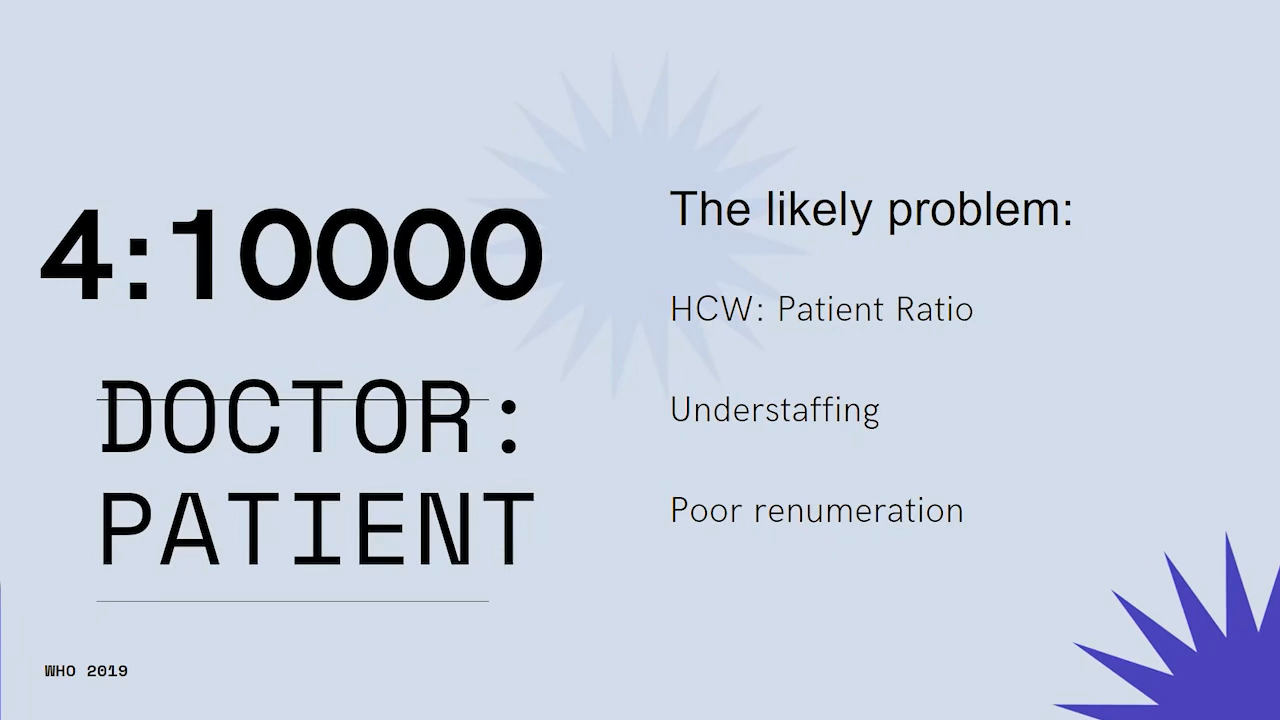 4:10000
DOCTOR:
PATIENT
WHO 2019
The likely problem:
HCW: Patient Ratio
Understaffing
Poor renumeration